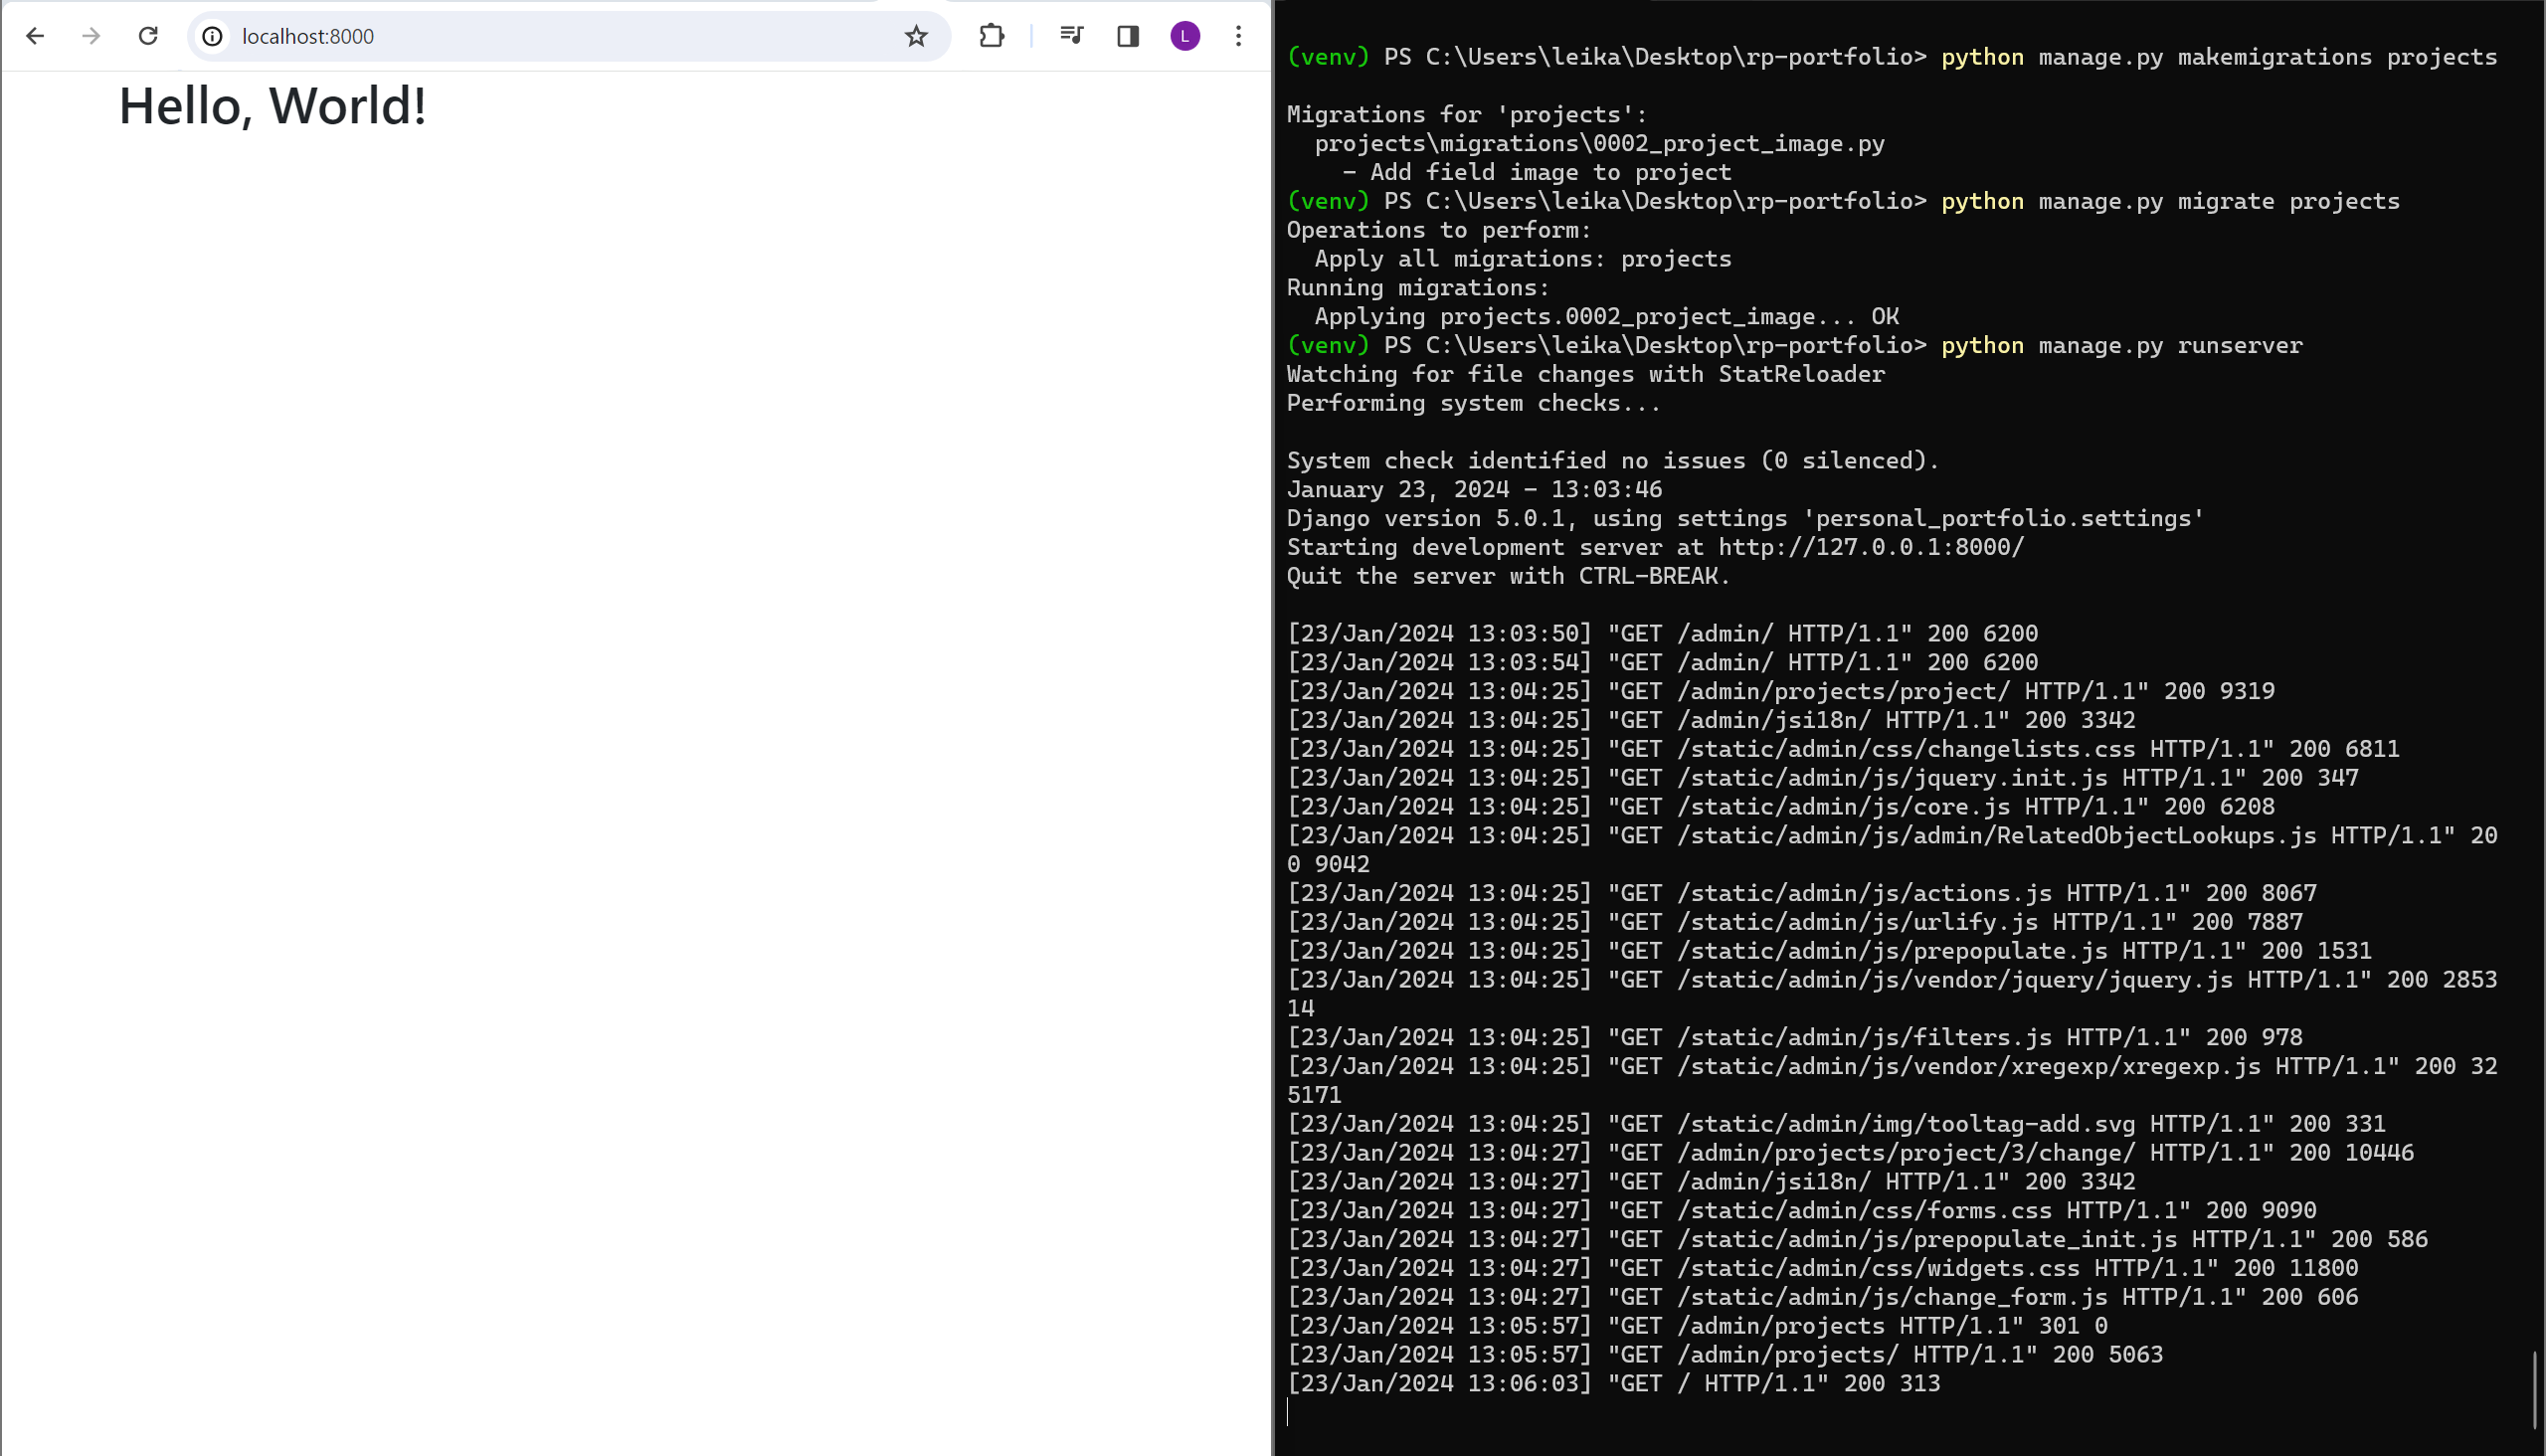 localhost:8000
L
Hello, World!
(venv) PS C:\Users\leika\Desktop\rp-portfolio> python manage.py makemigrations projects
Migrations for 'projects':
  projects\migrations\0002_project_image.py
    - Add field image to project
(venv) PS C:\Users\leika\Desktop\rp-portfolio> python manage.py migrate projects
Operations to perform:
  Apply all migrations: projects
Running migrations:
  Applying projects.0002_project_image... OK
(venv) PS C:\Users\leika\Desktop\rp-portfolio> python manage.py runserver
Watching for file changes with StatReloader
Performing system checks...
System check identified no issues (0 silenced).
January 23, 2024 - 13:03:46
Django version 5.0.1, using settings 'personal_portfolio.settings'
Starting development server at http://127.0.0.1:8000/
Quit the server with CTRL-BREAK.
[23/Jan/2024 13:03:50] "GET /admin/ HTTP/1.1" 200 6200
[23/Jan/2024 13:03:54] "GET /admin/ HTTP/1.1" 200 6200
[23/Jan/2024 13:04:25] "GET /admin/projects/project/ HTTP/1.1" 200 9319
[23/Jan/2024 13:04:25] "GET /admin/jsi18n/ HTTP/1.1" 200 3342
[23/Jan/2024 13:04:25] "GET /static/admin/css/changelists.css HTTP/1.1" 200 6811
[23/Jan/2024 13:04:25] "GET /static/admin/js/jquery.init.js HTTP/1.1" 200 347
[23/Jan/2024 13:04:25] "GET /static/admin/js/core.js HTTP/1.1" 200 6208
[23/Jan/2024 13:04:25] "GET /static/admin/js/admin/RelatedObjectLookups.js HTTP/1.1" 20
0 9042
[23/Jan/2024 13:04:25] "GET /static/admin/js/actions.js HTTP/1.1" 200 8067
[23/Jan/2024 13:04:25] "GET /static/admin/js/urlify.js HTTP/1.1" 200 7887
[23/Jan/2024 13:04:25] "GET /static/admin/js/prepopulate.js HTTP/1.1" 200 1531
[23/Jan/2024 13:04:25] "GET /static/admin/js/vendor/jquery/jquery.js HTTP/1.1" 200 2853
14
[23/Jan/2024 13:04:25] "GET /static/admin/js/filters.js HTTP/1.1" 200 978
[23/Jan/2024 13:04:25] "GET /static/admin/js/vendor/xregexp/xregexp.js HTTP/1.1" 200 32
5171
[23/Jan/2024 13:04:25] "GET /static/admin/img/tooltag-add.svg HTTP/1.1" 200 331
[23/Jan/2024 13:04:27] "GET /admin/projects/project/3/change/ HTTP/1.1" 200 10446
[23/Jan/2024 13:04:27] "GET /admin/jsi18n/ HTTP/1.1" 200 3342
[23/Jan/2024 13:04:27] "GET /static/admin/css/forms.css HTTP/1.1" 200 9090
[23/Jan/2024 13:04:27] "GET /static/admin/js/prepopulate_init.js HTTP/1.1" 200 586
[23/Jan/2024 13:04:27] "GET /static/admin/css/widgets.css HTTP/1.1" 200 11800
[23/Jan/2024 13:04:27] "GET /static/admin/js/change_form.js HTTP/1.1" 200 606
[23/Jan/2024 13:05:57] "GET /admin/projects HTTP/1.1" 301 0
[23/Jan/2024 13:05:57] "GET /admin/projects/ HTTP/1.1" 200 5063
[23/Jan/2024 13:06:03] "GET / HTTP/1.1" 200 313